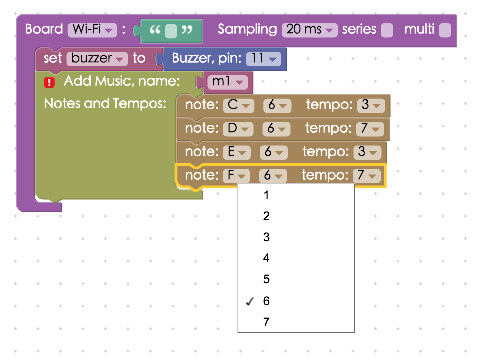 Board Wi-Fi : “ ” Sampling 20 ms series multi
set buzzer to Buzzer, pin: 11
! Add Music, name: m1
Notes and Tempos: note: C 6 tempo: 3
note: D 6 tempo: 7
note: E 6 tempo: 3
note: F 6 tempo: 7
1
2
3
4
5
✓ 6
7